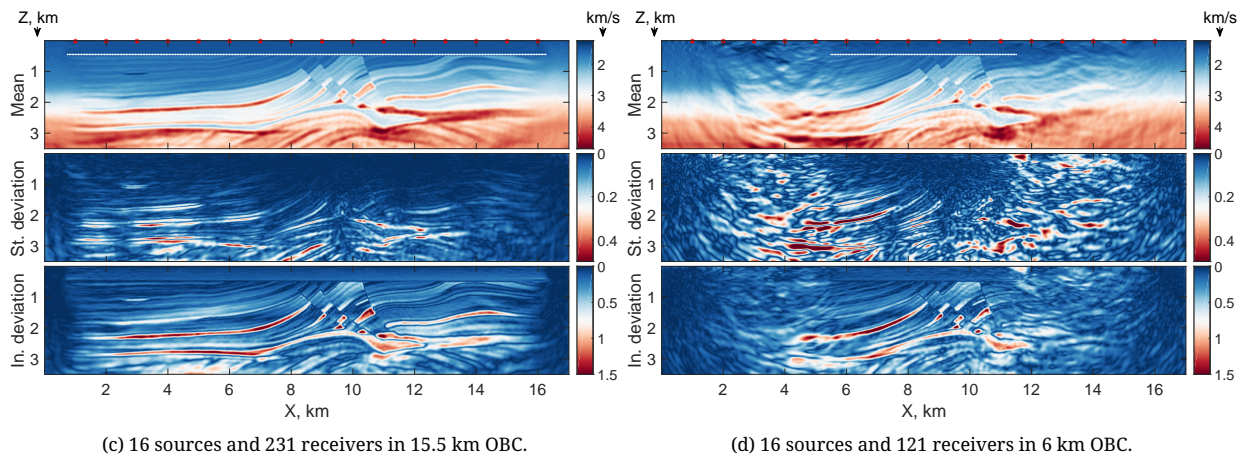 Z, km
km/s
Mean
1
2
3
2
3
4
St. deviation
1
2
3
0
0.2
0.4
In. deviation
1
2
3
0
0.5
1
1.5
2 4 6 8 10 12 14 16
X, km
(c) 16 sources and 231 receivers in 15.5 km OBC.
Z, km
km/s
Mean
1
2
3
2
3
4
St. deviation
1
2
3
0
0.2
0.4
In. deviation
1
2
3
0
0.5
1
1.5
2 4 6 8 10 12 14 16
X, km
(d) 16 sources and 121 receivers in 6 km OBC.